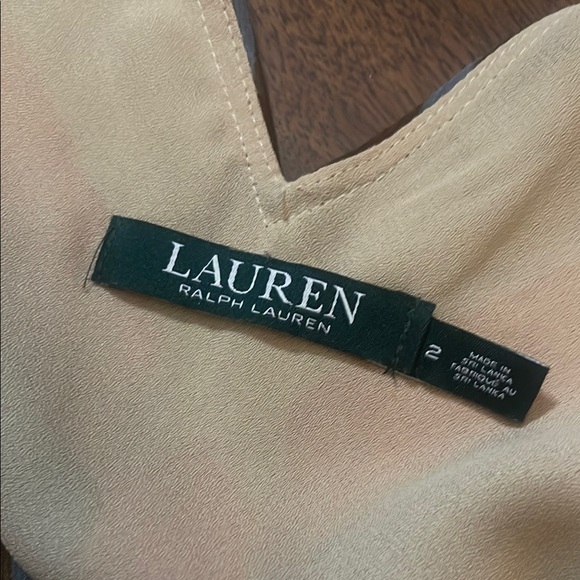 LAUREN
RALPH LAUREN
2
MADE IN
SRI LANKA
FABRIQUÉ AU
SRI LANKA